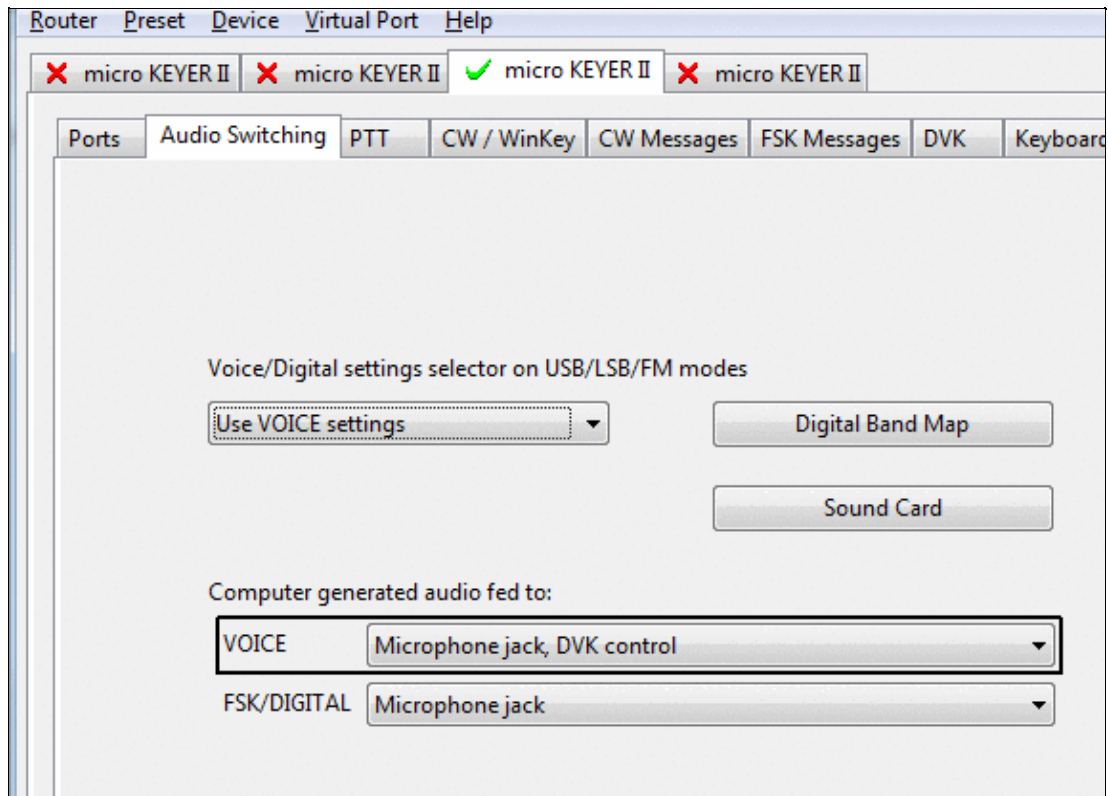 Router Preset Device Virtual Port Help
micro KEYER II micro KEYER II micro KEYER II micro KEYER II
Ports Audio Switching PTT CW / WinKey CW Messages FSK Messages DVK Keyboard
Voice/Digital settings selector on USB/LSB/FM modes
Use VOICE settings Digital Band Map
Sound Card
Computer generated audio fed to:
VOICE Microphone jack, DVK control
FSK/DIGITAL Microphone jack